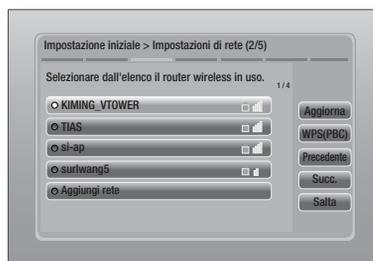 Impostazione iniziale > Impostazioni di rete (2/5)
Selezionare dall'elenco il router wireless in uso.
1/4
KIMING_VTOWER
TIAS
si-ap
surlwang5
Aggiungi rete
Aggiorna
WPS(PBC)
Precedente
Succ.
Salta